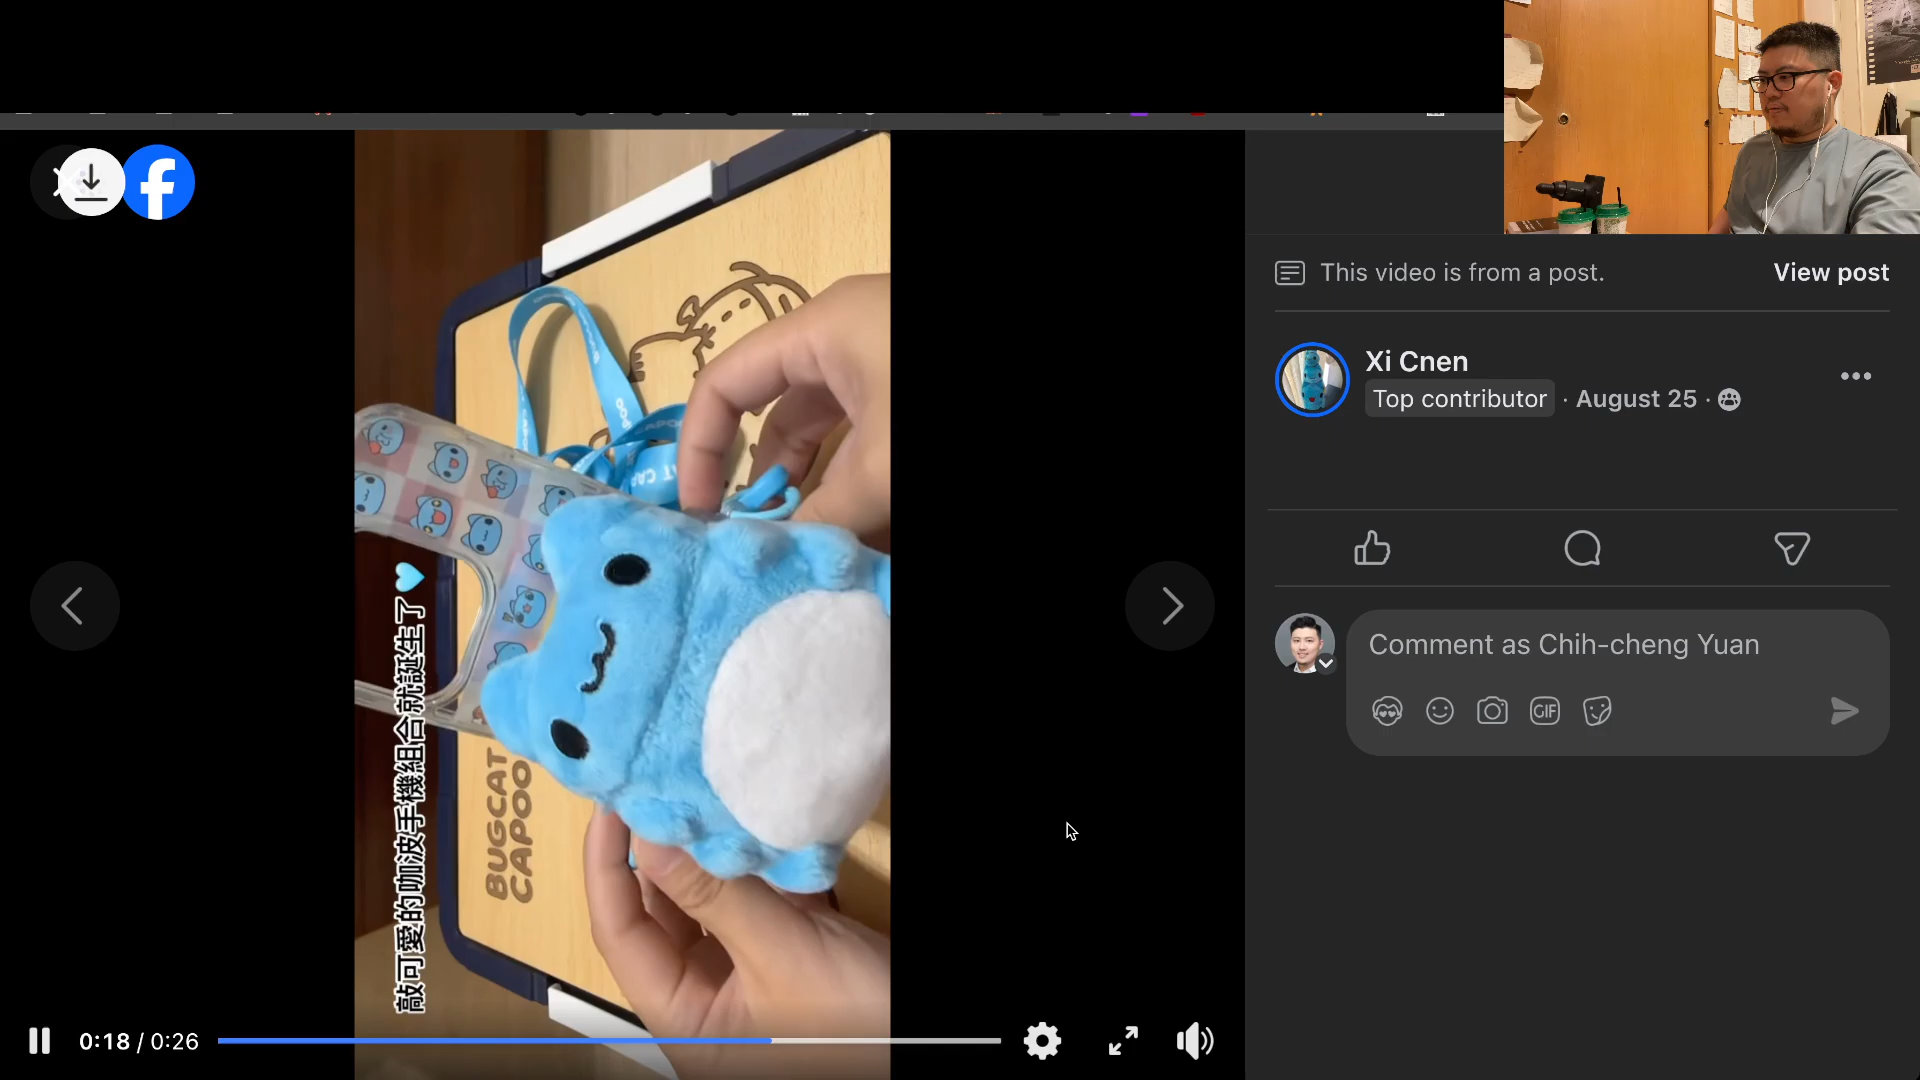 This video is from a post.
View post
Xi Cnen
Top contributor · August 25 ·
Comment as Chih-cheng Yuan
GIF
敲可愛的咖波手機組合就誕生了
BUGCAT
CAPOO
0:18 / 0:26